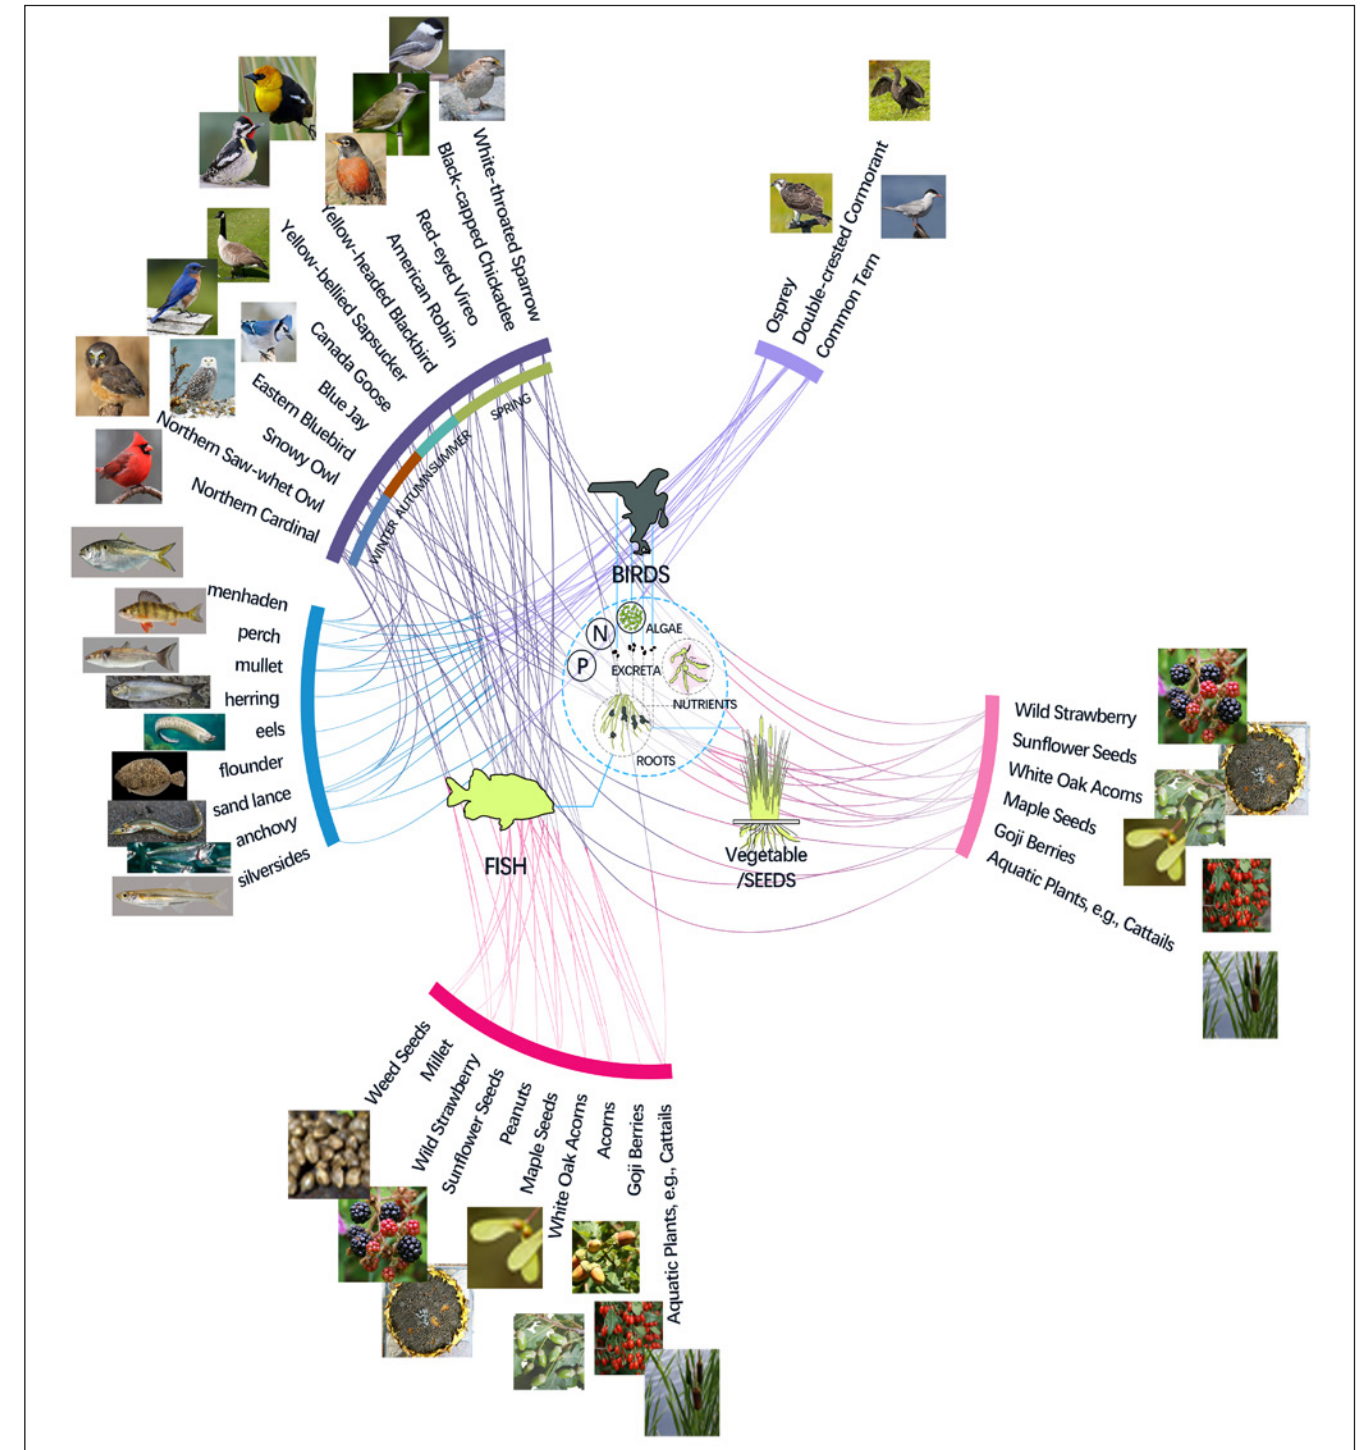 White-throated Sparrow
Black-capped Chickadee
Red-eyed Vireo
American Robin
Yellow-headed Blackbird
Yellow-bellied Sapsucker
Canada Goose
Blue Jay
Eastern Bluebird
Snowy Owl
Northern Saw-whet Owl
Northern Cardinal
SPRING
SUMMER
AUTUMN
WINTER
Osprey
Double-crested Cormorant
Common Tern
menhaden
perch
mullet
herring
eels
flounder
sand lance
anchovy
silversides
BIRDS
N
P
ALGAE
EXCRETA
NUTRIENTS
ROOTS
FISH
Vegetable
/SEEDS
Wild Strawberry
Sunflower Seeds
White Oak Acorns
Maple Seeds
Goji Berries
Aquatic Plants, e.g., Cattails
Weed Seeds
Millet
Wild Strawberry
Sunflower Seeds
Peanuts
Maple Seeds
White Oak Acorns
Acorns
Goji Berries
Aquatic Plants, e.g., Cattails